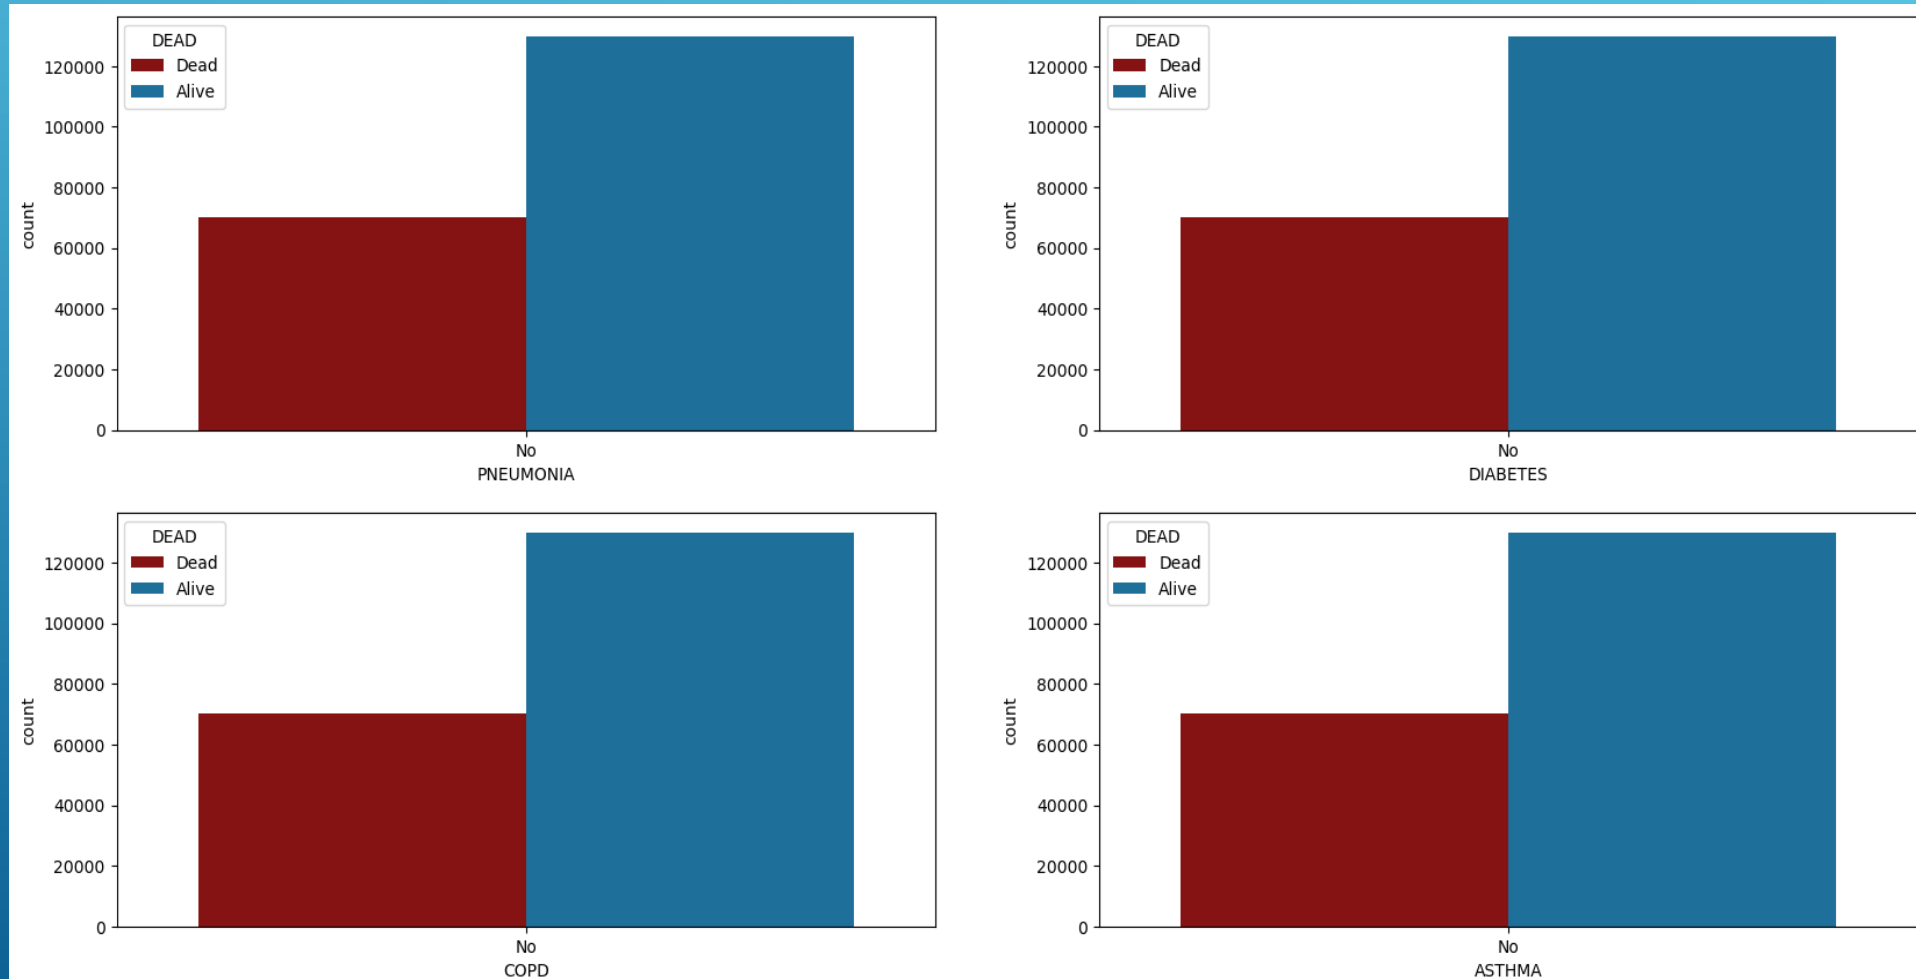 DEAD
Dead
Alive
120000
100000
80000
60000
40000
20000
0
count
No
PNEUMONIA
DEAD
Dead
Alive
120000
100000
80000
60000
40000
20000
0
count
No
DIABETES
DEAD
Dead
Alive
120000
100000
80000
60000
40000
20000
0
count
No
COPD
DEAD
Dead
Alive
120000
100000
80000
60000
40000
20000
0
count
No
ASTHMA